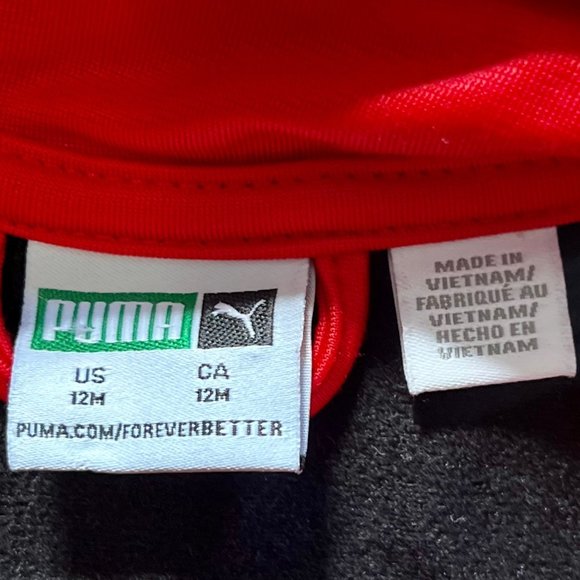 PUMA
US CA
12M 12M
PUMA.COM/FOREVERBETTER
MADE IN
VIETNAM/
FABRIQUÉ AU
VIETNAM/
HECHO EN
VIETNAM